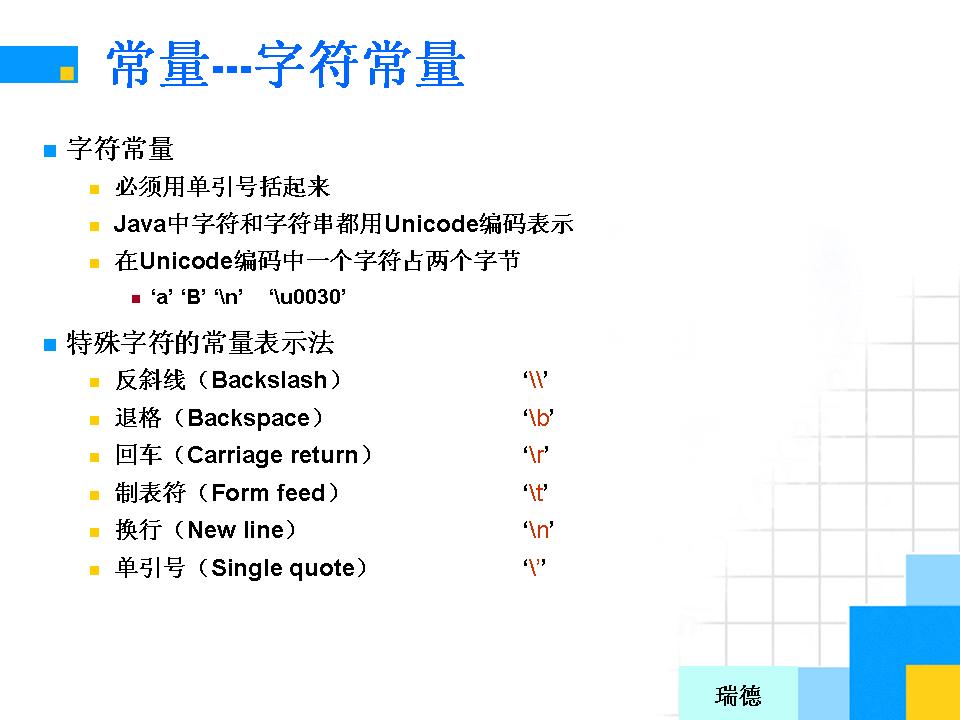 常量---字符常量
字符常量
必须用单引号括起来
Java中字符和字符串都用Unicode编码表示
在Unicode编码中一个字符占两个字节
‘a’ ‘B’ ‘\n’ ‘\u0030’
特殊字符的常量表示法
反斜线（Backslash） ‘\\’
退格（Backspace） ‘\b’
回车（Carriage return） ‘\r’
制表符（Form feed） ‘\t’
换行（New line） ‘\n’
单引号（Single quote） ‘\’’
瑞德